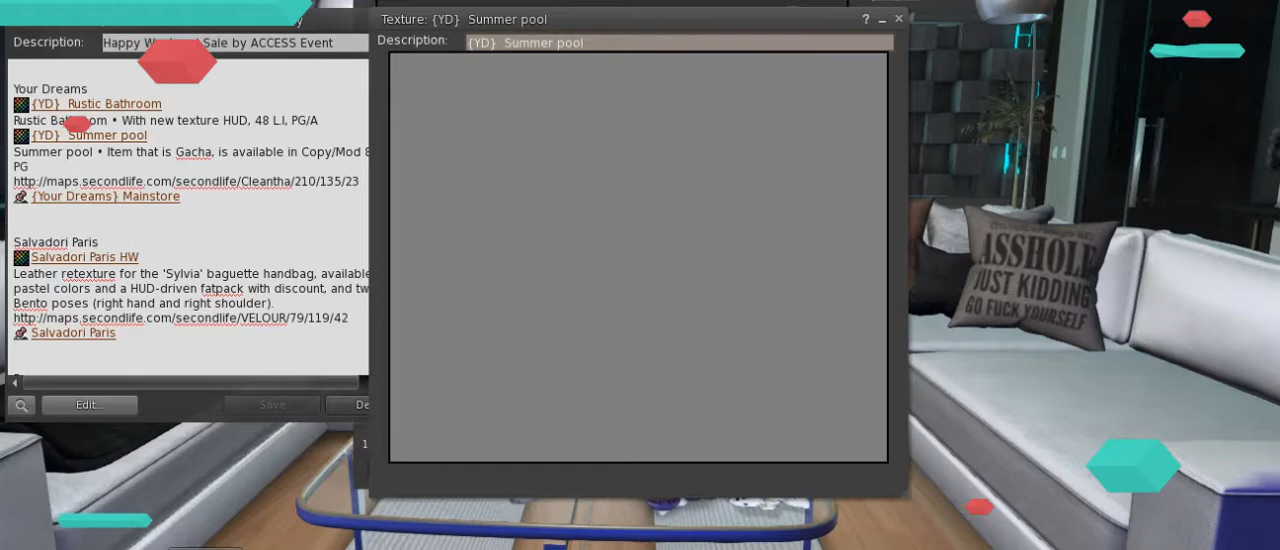 Texture: {YD} Summer pool
Description: {YD} Summer pool
Description: Happy Sale by ACCESS Event
Your Dreams
{YD} Rustic Bathroom
Rustic • With new texture HUD, 48 L.I, PG/A
{YD} Summer pool
Summer pool • Item that is Gacha, is available in Copy/Mod
PG
http://maps.secondlife.com/secondlife/Cleantha/210/135/23
{Your Dreams} Mainstore
Salvadori Paris
Salvadori Paris HW
Leather retexture for the 'Sylvia' baguette handbag, available
pastel colors and a HUD-driven fatpack with discount, and tw
Bento poses (right hand and right shoulder).
http://maps.secondlife.com/secondlife/VELOUR/79/119/42
Salvadori Paris
Edit...
Save
De
1
ASSHOLE
JUST KIDDING
GO FUCK YOURSELF